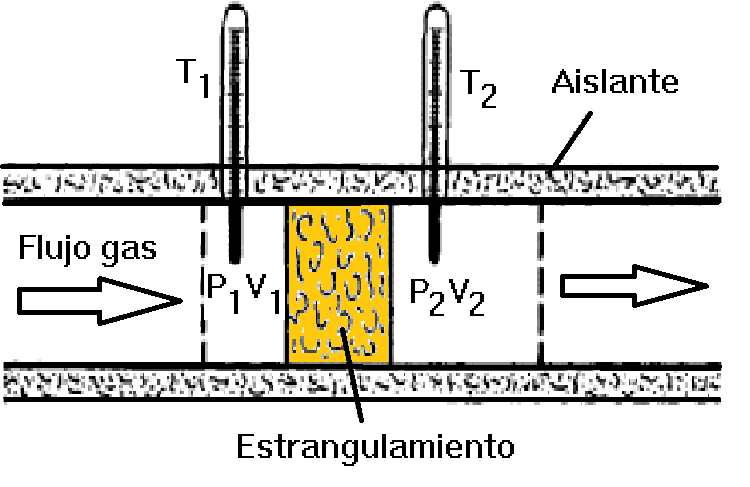 T1
T2
Aislante
Flujo gas
P1V1
P2V2
Estrangulamiento